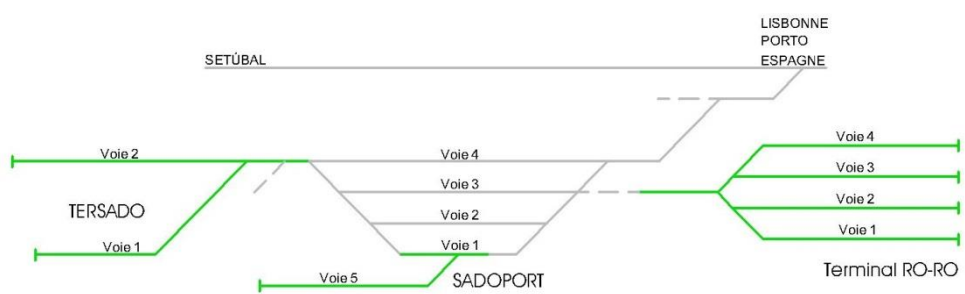 LISBONNE
PORTO
SETÚBAL
ESPAGNE
Voie 4
Voie 2
Voie 4
Voie 3
Voie 3
Voie 2
TERSADO
Voie 2
Voie 1
Voie 1
Voie 1
Voie 5
SADOPORT
Terminal RO-RO